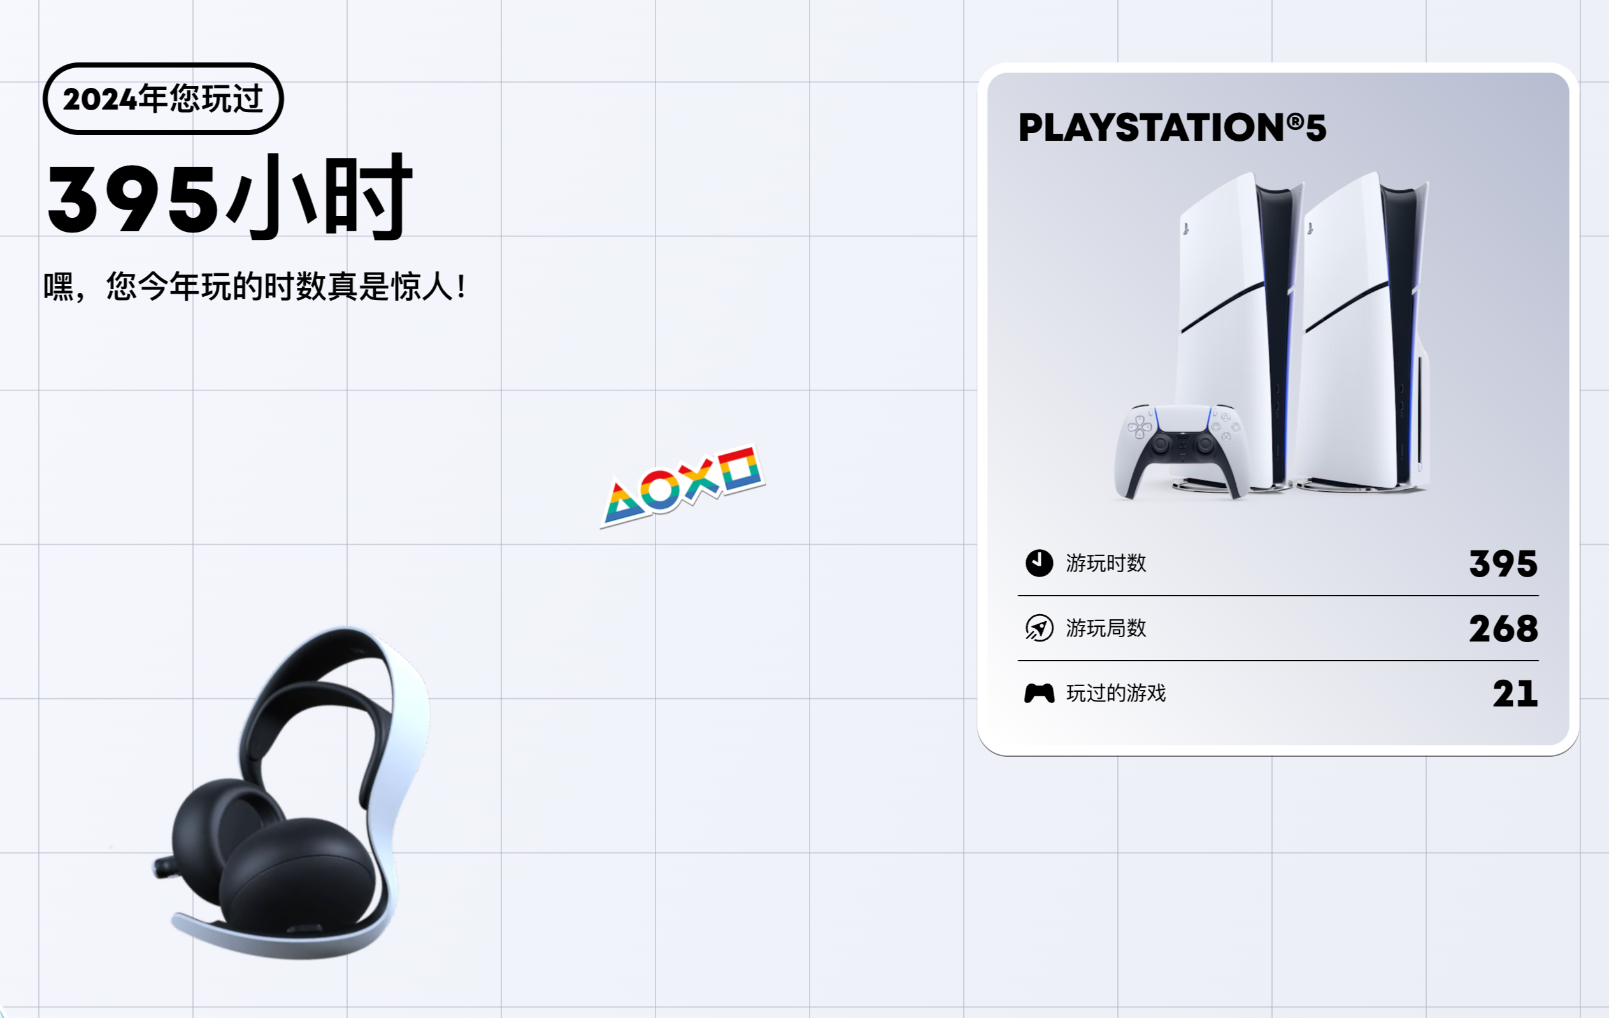 2024年您玩过
395小时
嘿，您今年玩的时数真是惊人！
PLAYSTATION®5
游玩时数 395
游玩局数 268
玩过的游戏 21